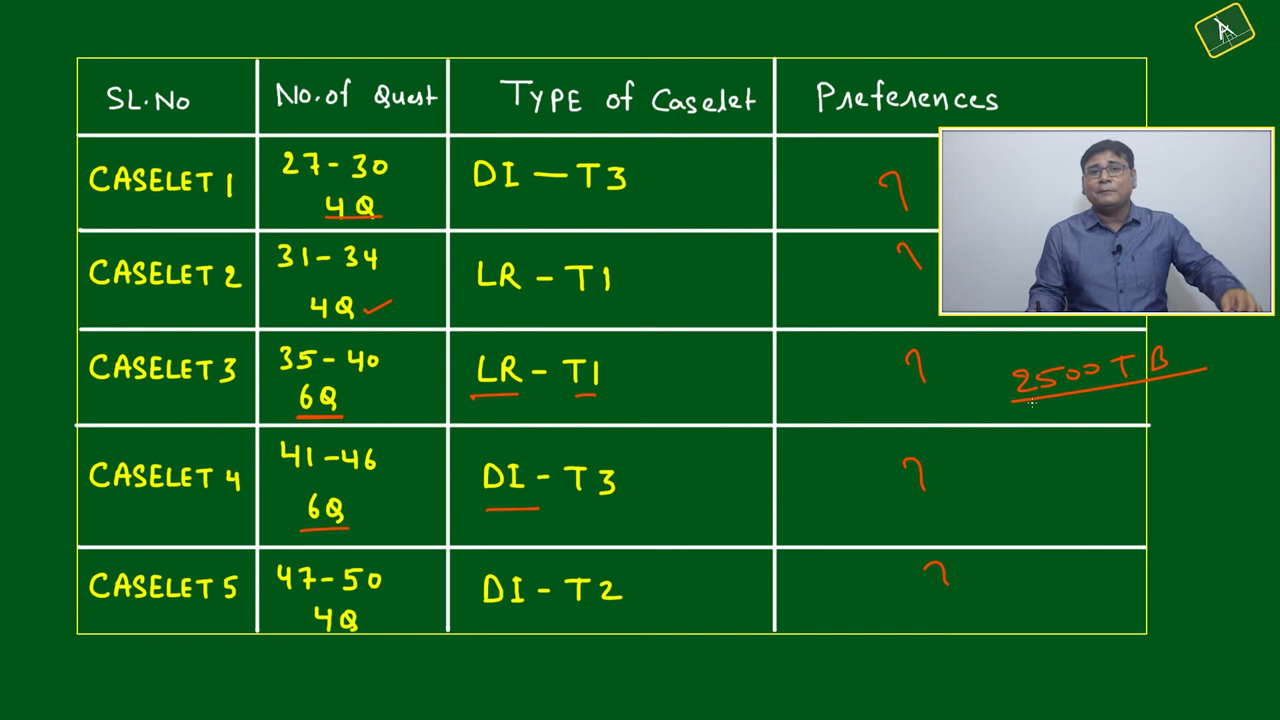 SL.No No.of Quest TYPE of Caselet Preferences
CASELET 1 27-30 DI — T3 ?
4Q
CASELET 2 31-34 LR - T1 ?
4Q ✓
CASELET 3 35-40 LR - T1 ? 2500 T B
6Q
CASELET 4 41-46 DI - T3 ?
6Q
CASELET 5 47-50 DI - T2 ?
4Q
A